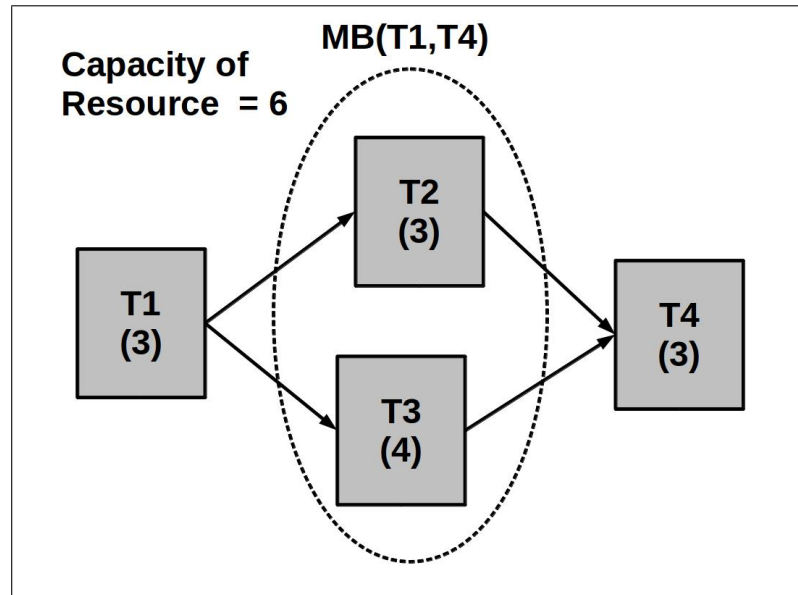 MB(T1,T4)
Capacity of
Resource = 6
T2
(3)
T1
(3)
T4
(3)
T3
(4)